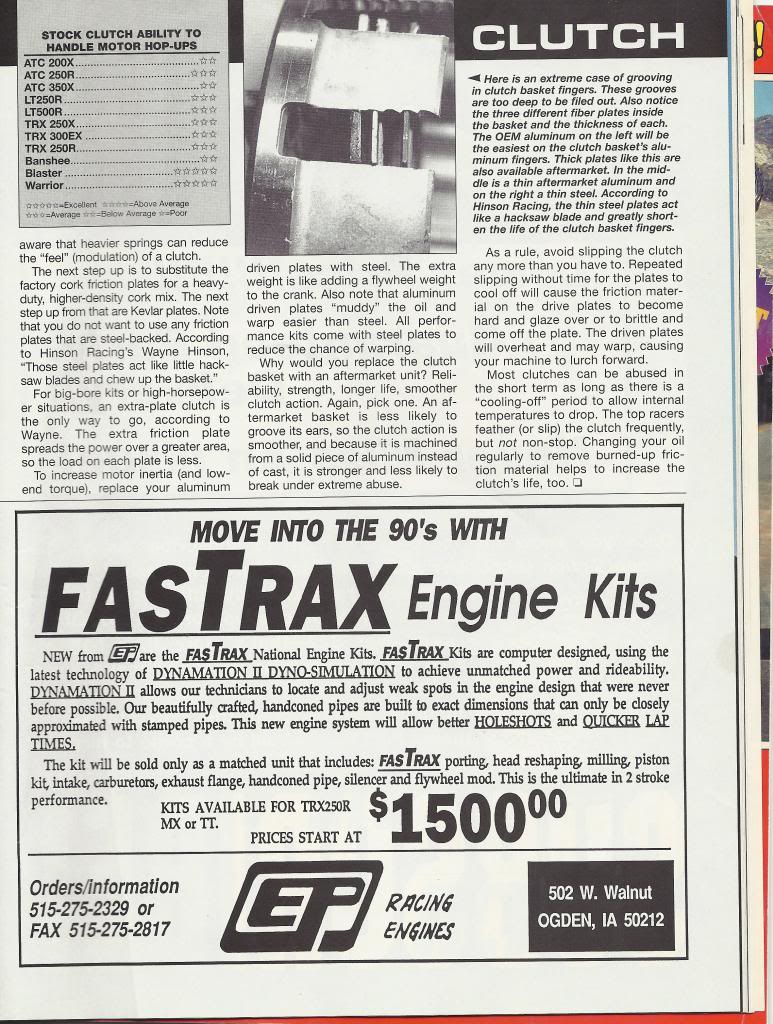 STOCK CLUTCH ABILITY TO
HANDLE MOTOR HOP-UPS
ATC 200X.......................................☆☆
ATC 250R.....................................☆☆☆
ATC 350X.....................................☆☆☆
LT250R.........................................☆☆☆
LT500R.........................................☆☆☆
TRX 250X.....................................☆☆☆
TRX 300EX...................................☆☆☆
TRX 250R.....................................☆☆☆
Banshee.........................................☆☆
Blaster....................................☆☆☆☆☆
Warrior...................................☆☆☆☆☆
☆☆☆☆☆=Excellent ☆☆☆☆=Above Average
☆☆☆=Average ☆☆=Below Average ☆=Poor
aware that heavier springs can reduce
the “feel” (modulation) of a clutch.
The next step up is to substitute the
factory cork friction plates for a heavy-
duty, higher-density cork mix. The next
step up from that are Kevlar plates. Note
that you do not want to use any friction
plates that are steel-backed. According
to Hinson Racing's Wayne Hinson,
“Those steel plates act like little hack-
saw blades and chew up the basket.”
For big-bore kits or high-horsepow-
er situations, an extra-plate clutch is
the only way to go, according to
Wayne. The extra friction plate
spreads the power over a greater area,
so the load on each plate is less.
To increase motor inertia (and low-
end torque), replace your aluminum
driven plates with steel. The extra
weight is like adding a flywheel weight
to the crank. Also note that aluminum
driven plates “muddy” the oil and
warp easier than steel. All perfor-
mance kits come with steel plates to
reduce the chance of warping.
Why would you replace the clutch
basket with an aftermarket unit? Reli-
ability, strength, longer life, smoother
clutch action. Again, pick one. An af-
termarket basket is less likely to
groove its ears, so the clutch action is
smoother, and because it is machined
from a solid piece of aluminum instead
of cast, it is stronger and less likely to
break under extreme abuse.
CLUTCH
◄ Here is an extreme case of grooving
in clutch basket fingers. These grooves
are too deep to be filed out. Also notice
the three different fiber plates inside
the basket and the thickness of each.
The OEM aluminum on the left will be
the easiest on the clutch basket's alu-
minum fingers. Thick plates like this are
also available aftermarket. In the mid-
dle is a thin aftermarket aluminum and
on the right a thin steel. According to
Hinson Racing, the thin steel plates act
like a hacksaw blade and greatly short-
en the life of the clutch basket fingers.
As a rule, avoid slipping the clutch
any more than you have to. Repeated
slipping without time for the plates to
cool off will cause the friction mater-
ial on the drive plates to become
hard and glaze over or to brittle and
come off the plate. The driven plates
will overheat and may warp, causing
your machine to lurch forward.
Most clutches can be abused in
the short term as long as there is a
“cooling-off” period to allow internal
temperatures to drop. The top racers
feather (or slip) the clutch frequently,
but not non-stop. Changing your oil
regularly to remove burned-up fric-
tion material helps to increase the
clutch's life, too. ❏
MOVE INTO THE 90's WITH
FASTRAX Engine Kits
NEW from EP are the FASTRAX National Engine Kits. FASTRAX Kits are computer designed, using the
latest technology of DYNAMATION II DYNO-SIMULATION to achieve unmatched power and rideability.
DYNAMATION II allows our technicians to locate and adjust weak spots in the engine design that were never
before possible. Our beautifully crafted, handconed pipes are built to exact dimensions that can only be closely
approximated with stamped pipes. This new engine system will allow better HOLESHOTS and QUICKER LAP
TIMES.
The kit will be sold only as a matched unit that includes: FASTRAX porting, head reshaping, milling, piston
kit, intake, carburetors, exhaust flange, handconed pipe, silencer and flywheel mod. This is the ultimate in 2 stroke
performance.
KITS AVAILABLE FOR TRX250R
MX or TT.
PRICES START AT $1500.00
Orders/information
515-275-2329 or
FAX 515-275-2817
EP RACING
ENGINES
502 W. Walnut
OGDEN, IA 50212
!